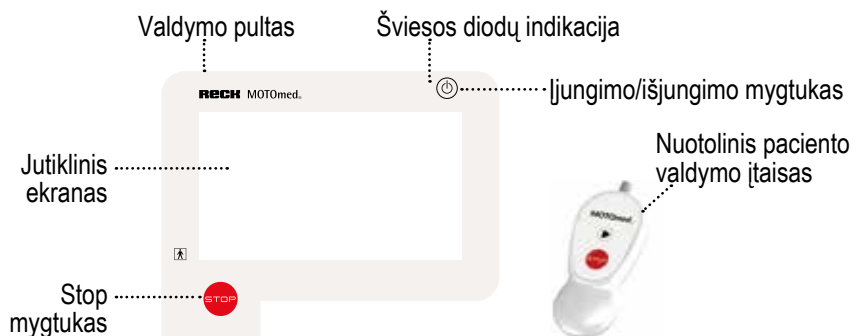 Valdymo pultas
Šviesos diodų indikacija
RECK MOTOmed®
Įjungimo/išjungimo mygtukas
Nuotolinis paciento
valdymo įtaisas
Jutiklinis
ekranas
MOTOmed®
STOP
Stop
mygtukas
STOP